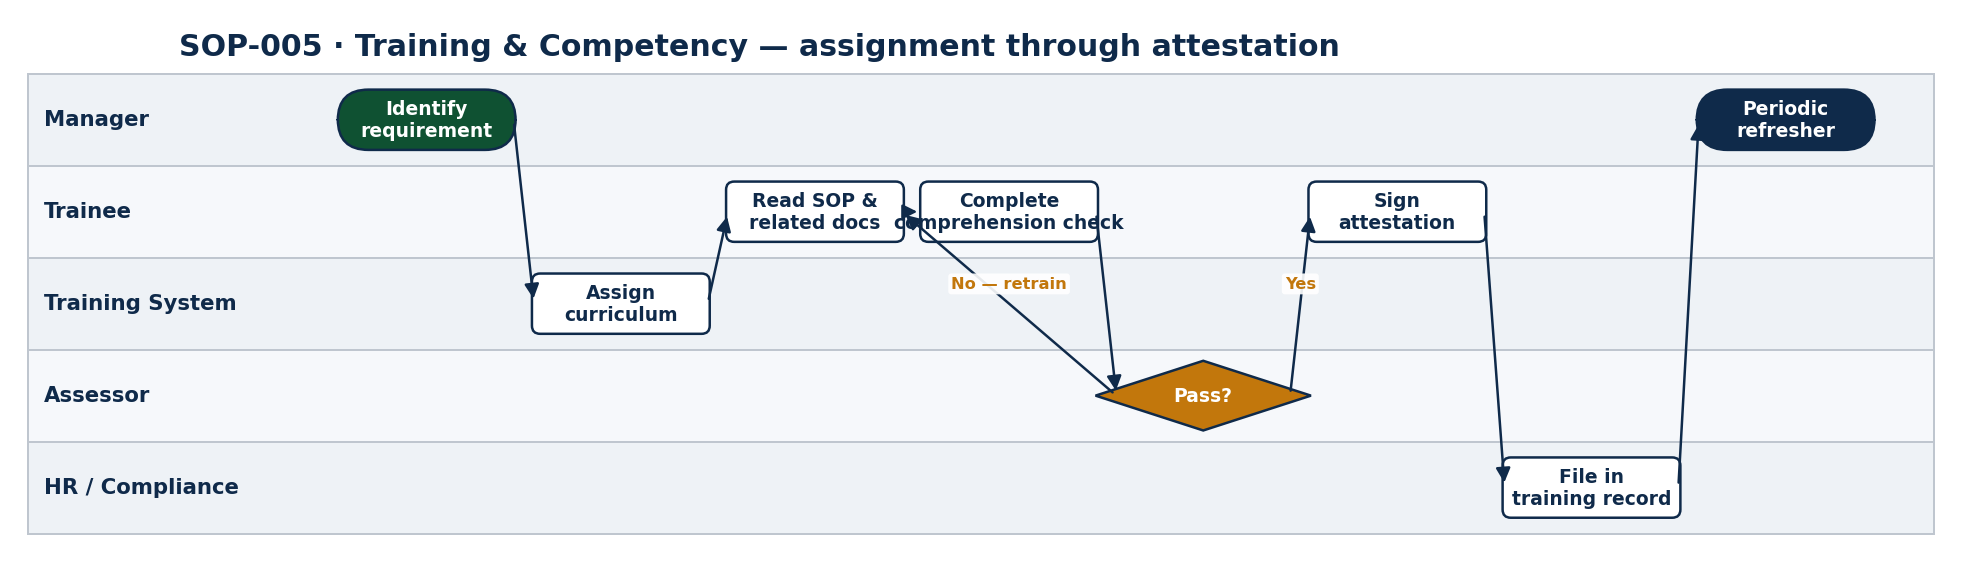 SOP-005 · Training & Competency — assignment through attestation
Manager
Identify
requirement
Periodic
refresher
Trainee
Read SOP &
related docs
Complete
comprehension check
Sign
attestation
No — retrain
Yes
Training System
Assign
curriculum
Assessor
Pass?
HR / Compliance
File in
training record